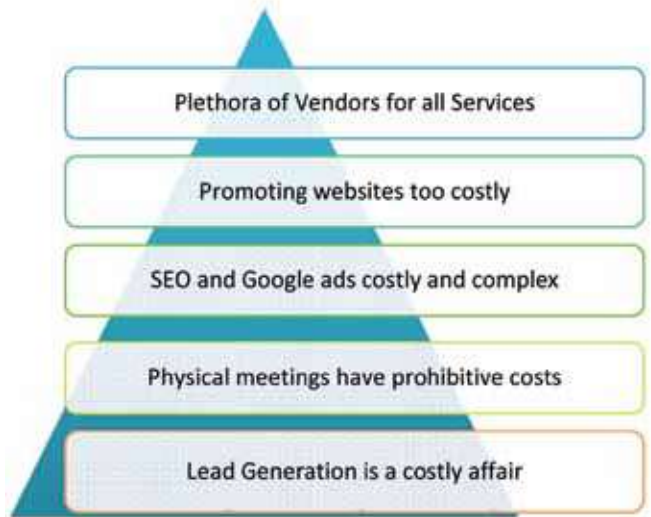 Plethora of Vendors for all Services
Promoting websites too costly
SEO and Google ads costly and complex
Physical meetings have prohibitive costs
Lead Generation is a costly affair